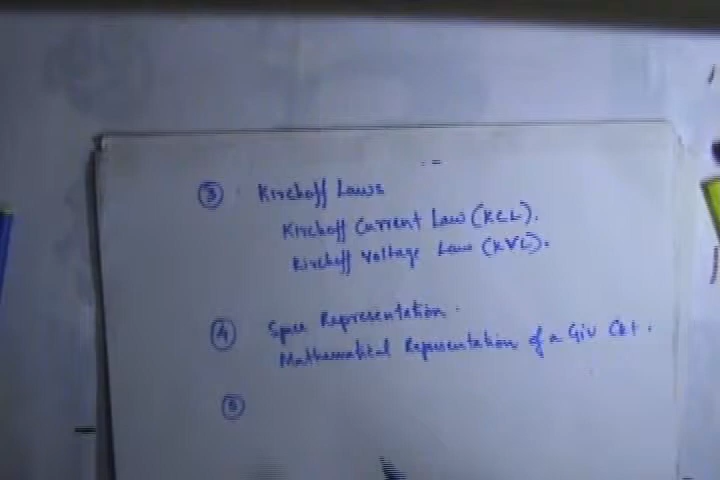 ③ Kirchoff Laws
Kirchoff Current Law (KCL).
Kirchoff Voltage Law (KVL).
④ Spee Representation.
Mathematical Representation of a Giv Ckt.
⑤